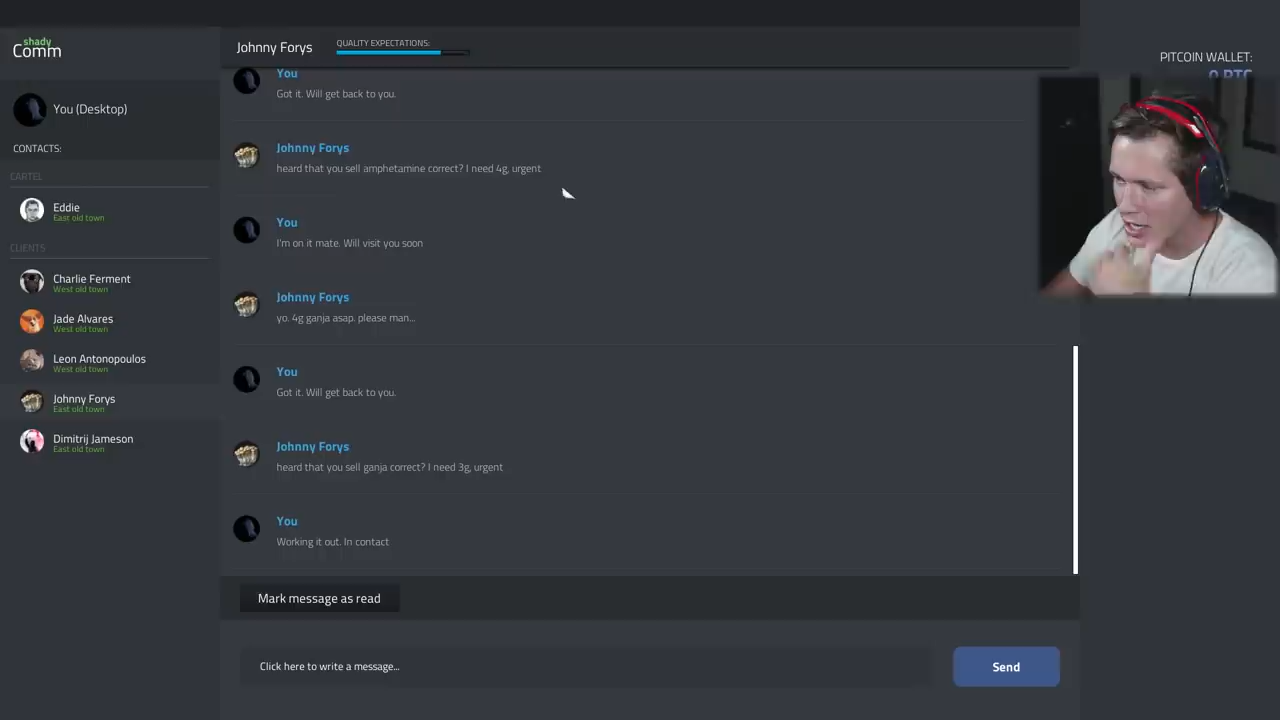 shady
Comm
You (Desktop)
CONTACTS:
CARTEL
Eddie
East old town
CLIENTS
Charlie Ferment
West old town
Jade Alvares
West old town
Leon Antonopoulos
West old town
Johnny Forys
East old town
Dimitrij Jameson
East old town
Johnny Forys
QUALITY EXPECTATIONS:
You
Got it. Will get back to you.
Johnny Forys
heard that you sell amphetamine correct? I need 4g, urgent
You
I'm on it mate. Will visit you soon
Johnny Forys
yo. 4g ganja asap. please man...
You
Got it. Will get back to you.
Johnny Forys
heard that you sell ganja correct? I need 3g, urgent
You
Working it out. In contact
Mark message as read
Click here to write a message...
Send
PITCOIN WALLET: